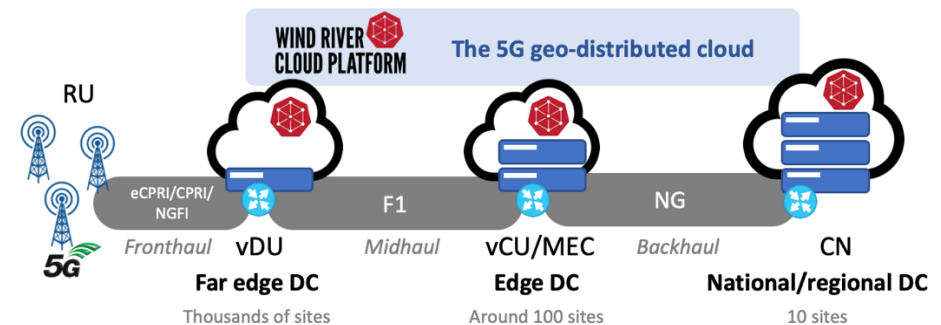 WIND RIVER
CLOUD PLATFORM
The 5G geo-distributed cloud
RU
eCPRI/CPRI/
NGFI
F1
NG
5G
Fronthaul
vDU
Midhaul
vCU/MEC
Backhaul
CN
Far edge DC
Edge DC
National/regional DC
Thousands of sites
Around 100 sites
10 sites